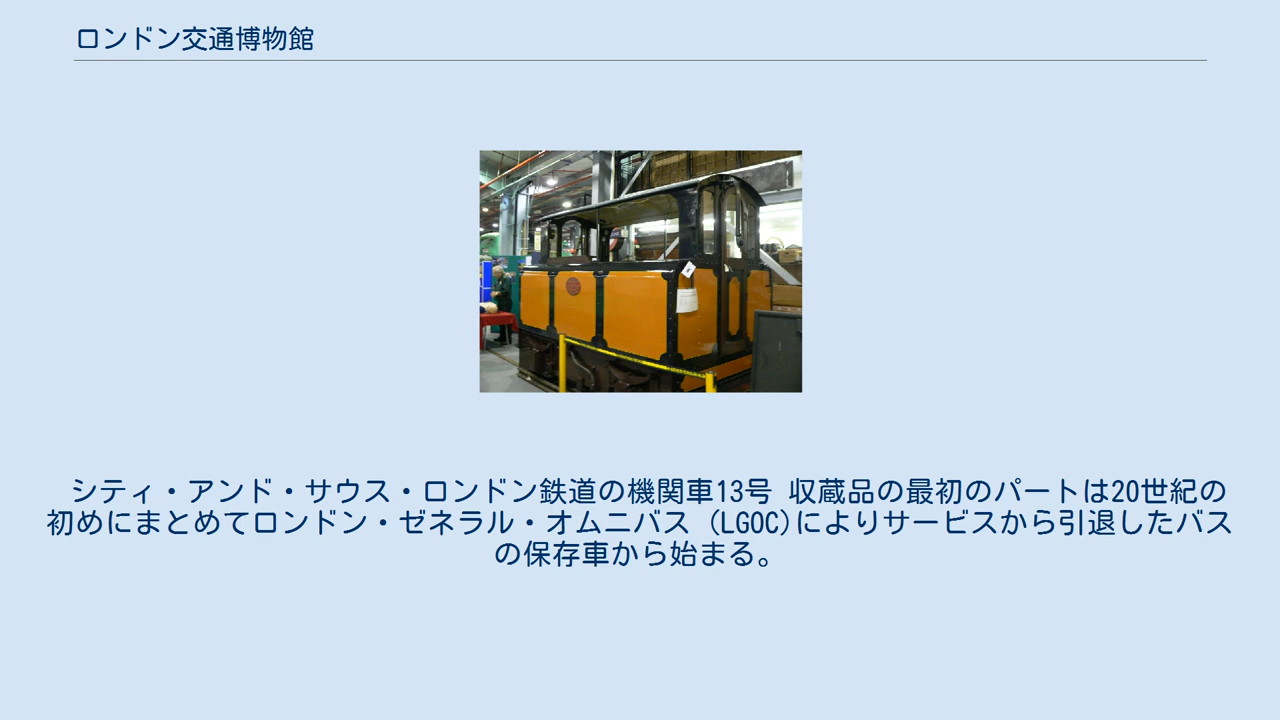 ロンドン交通博物館
シティ・アンド・サウス・ロンドン鉄道の機関車13号 収蔵品の最初のパートは20世紀の
初めにまとめてロンドン・ゼネラル・オムニバス (LGOC)によりサービスから引退したバス
の保存車から始まる。